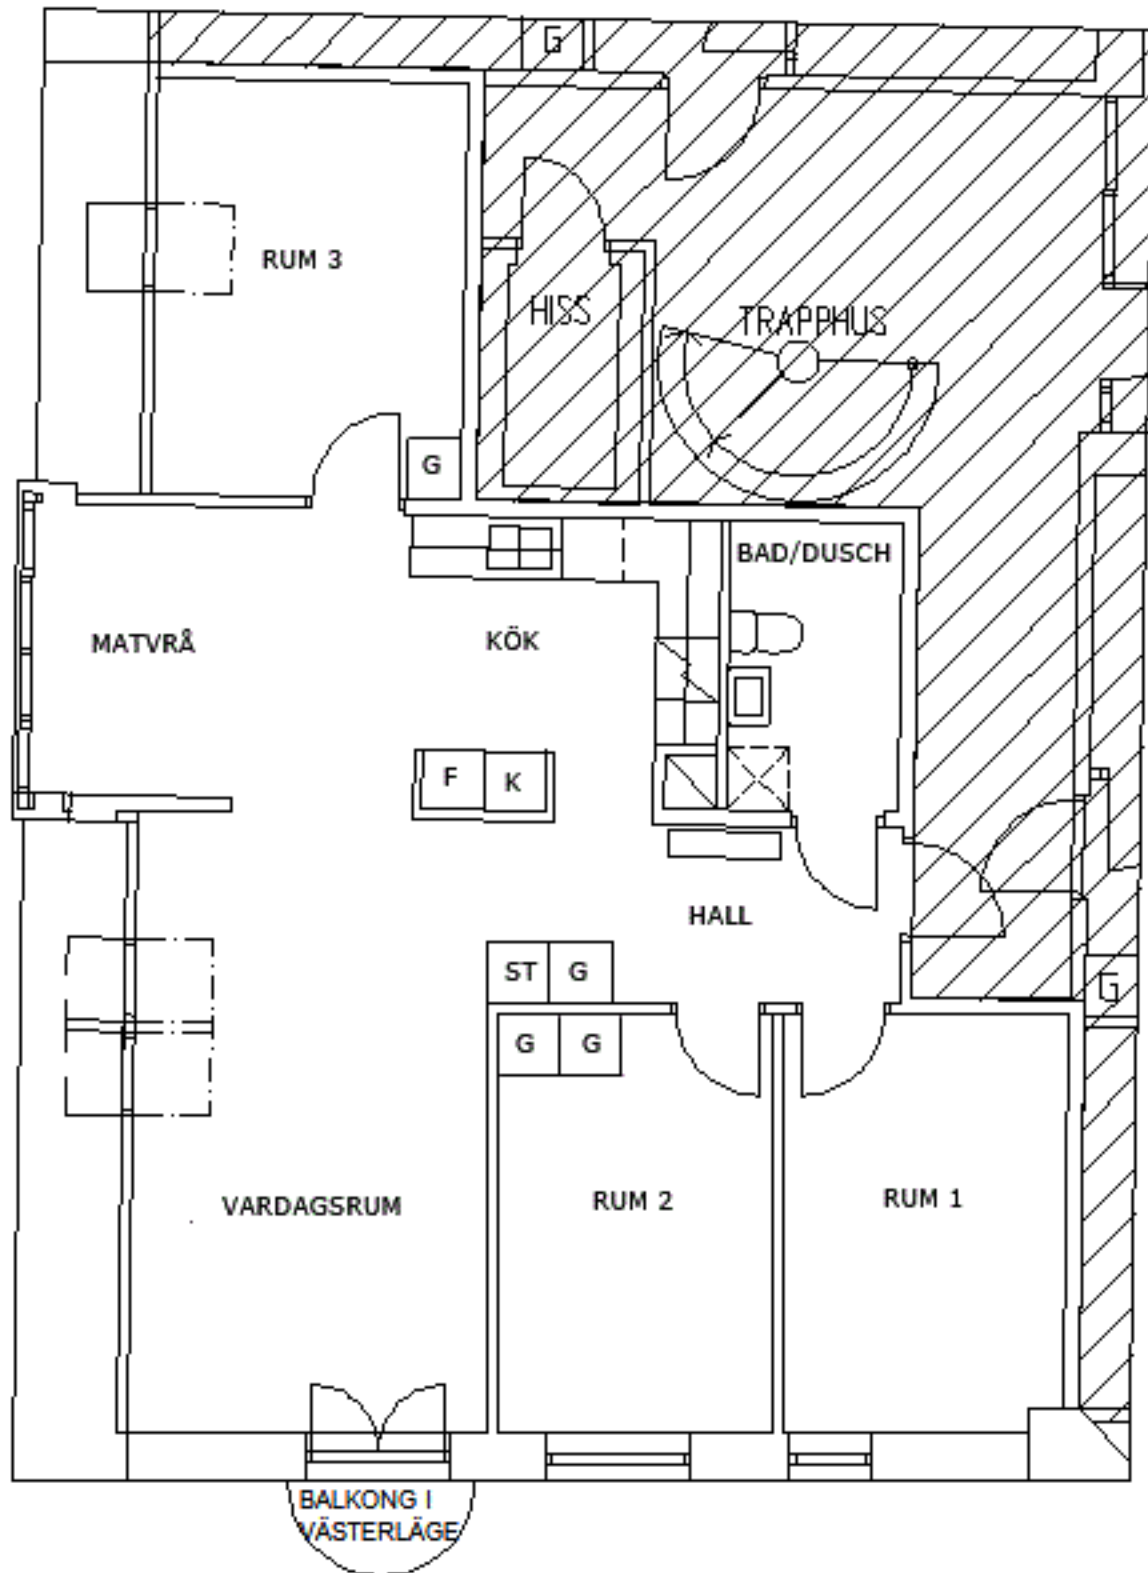 G
RUM 3
HISS
TRAPPHUS
G
BAD/DUSCH
MATVRÅ
KÖK
F
K
HALL
ST
G
G
G
G
VARDAGSRUM
RUM 2
RUM 1
BALKONG I
VÄSTERLÄGE